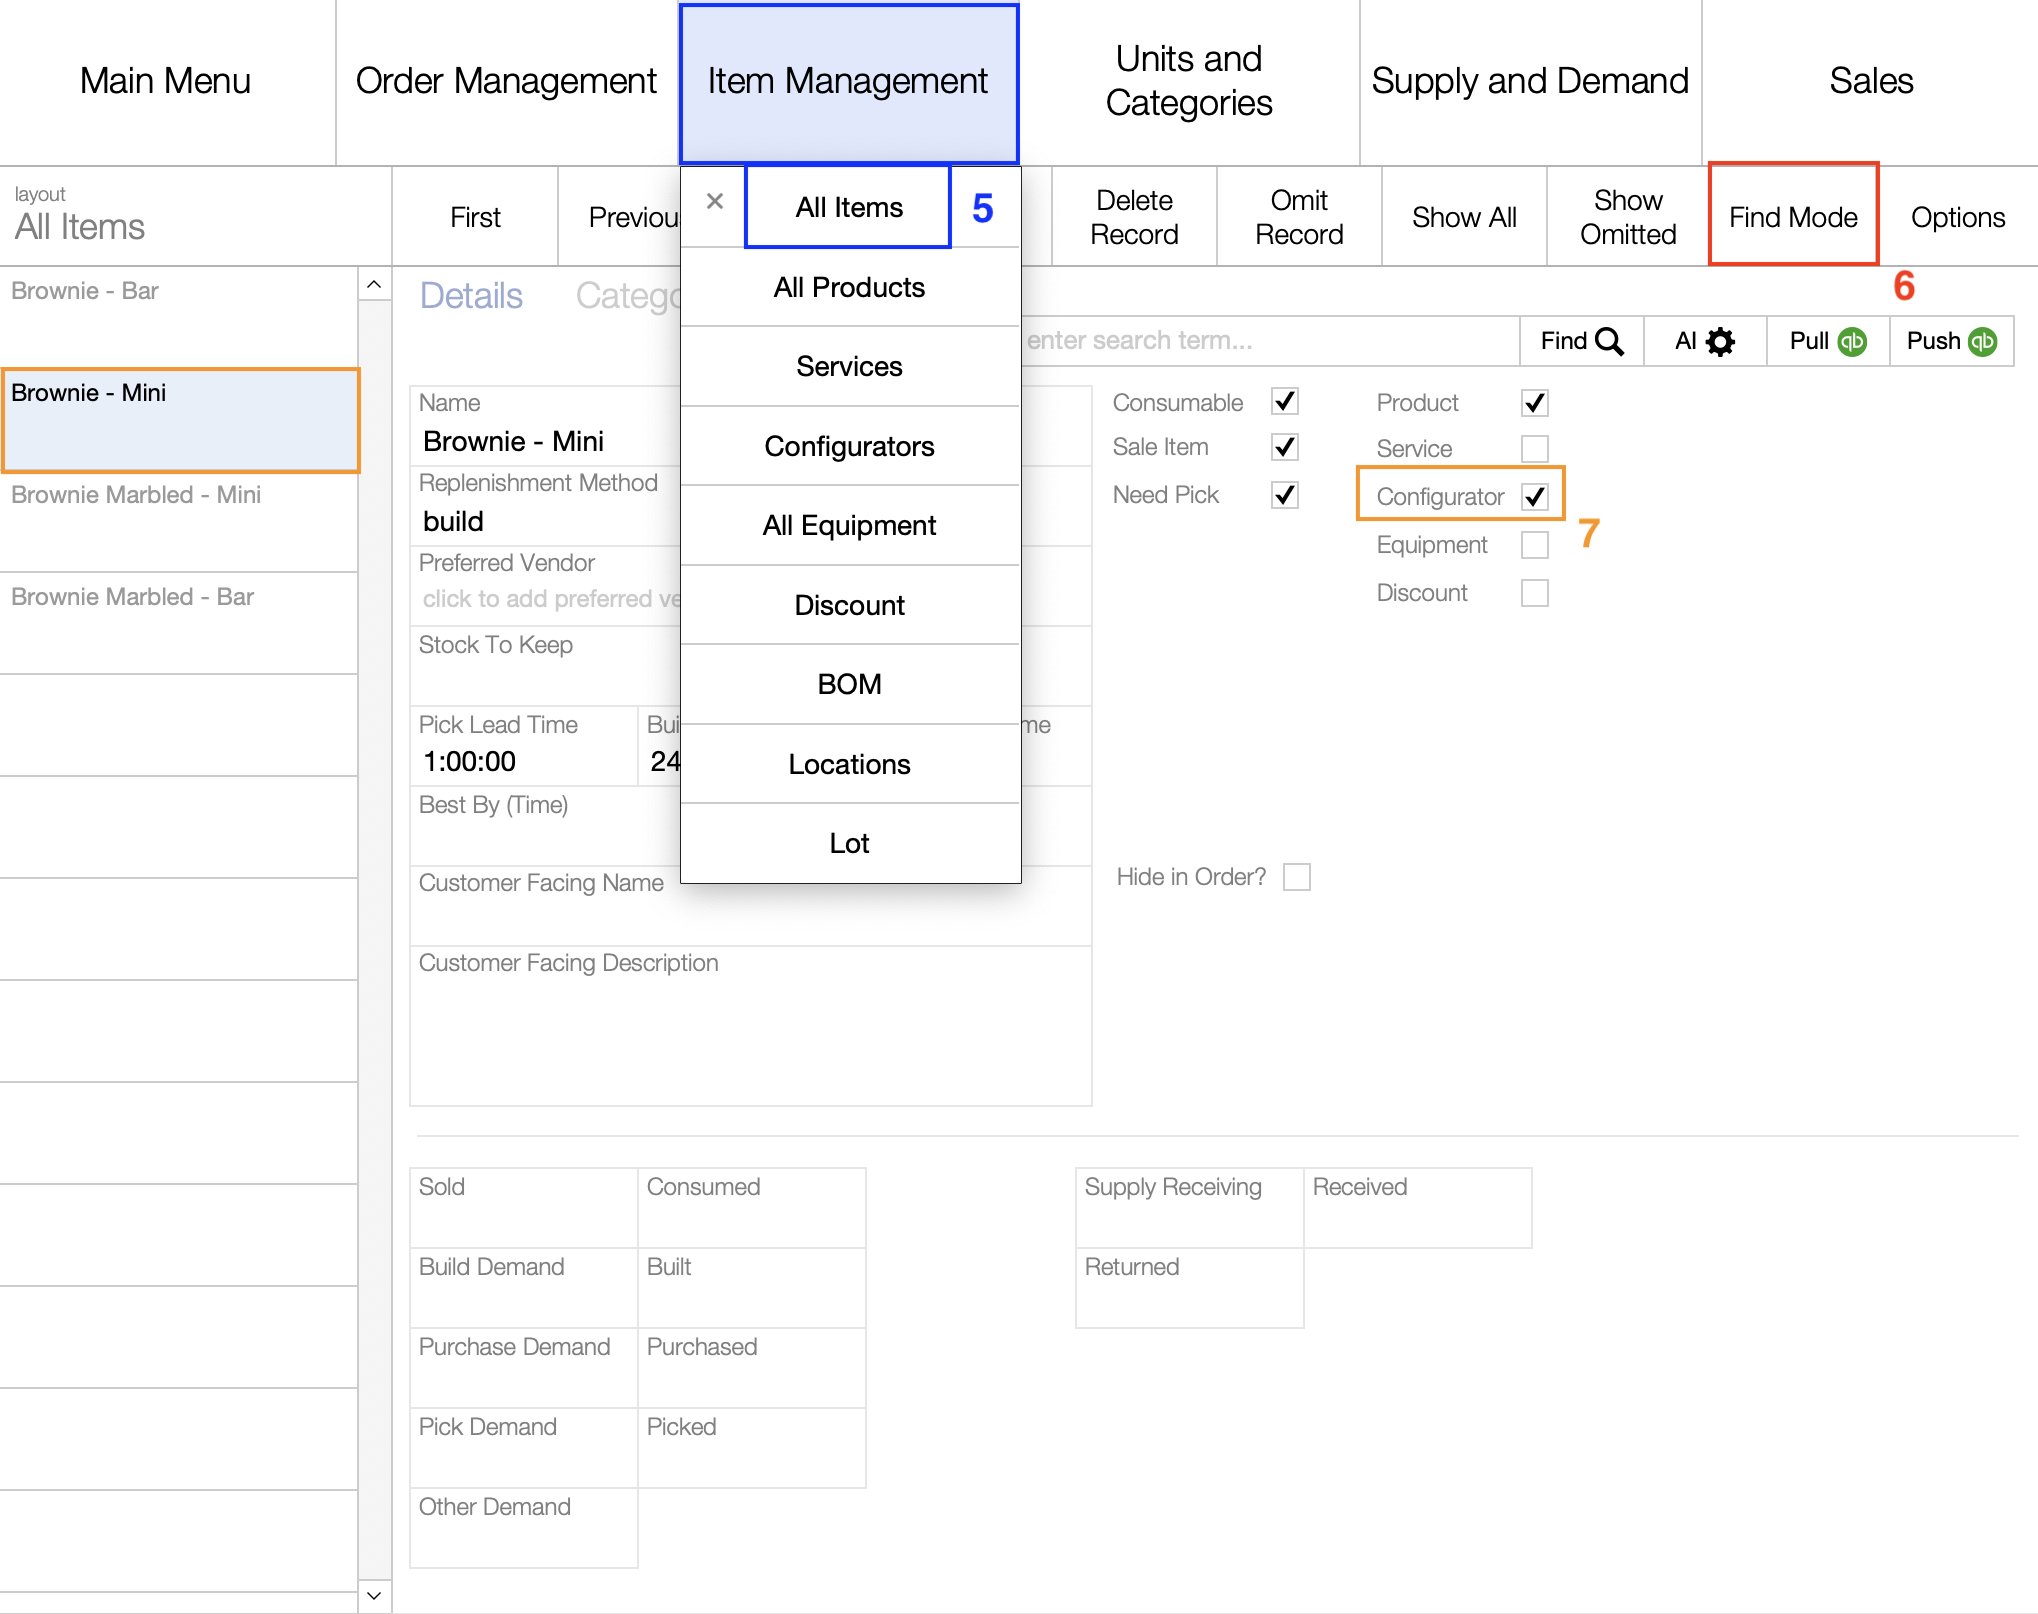 Main Menu
Order Management
Item Management
Units and
Categories
Supply and Demand
Sales
layout
All Items
First
All Items
5
Delete
Record
Omit
Record
Show All
Show
Omitted
Find Mode
Options
6
Brownie - Bar
Brownie - Mini
Brownie Marbled - Mini
Brownie Marbled - Bar
Details
All Products
Services
Configurators
All Equipment
Discount
BOM
Locations
Lot
enter search term...
Find
AI
Pull qb
Push qb
Name
Brownie - Mini
Replenishment Method
build
Preferred Vendor
click to add preferred
Stock To Keep
Pick Lead Time
1:00:00
24
Best By (Time)
Customer Facing Name
Customer Facing Description
Consumable
Sale Item
Need Pick
Product
Service
Configurator
7
Equipment
Discount
Hide in Order?
Sold
Consumed
Build Demand
Built
Purchase Demand
Purchased
Pick Demand
Picked
Other Demand
Supply Receiving
Received
Returned